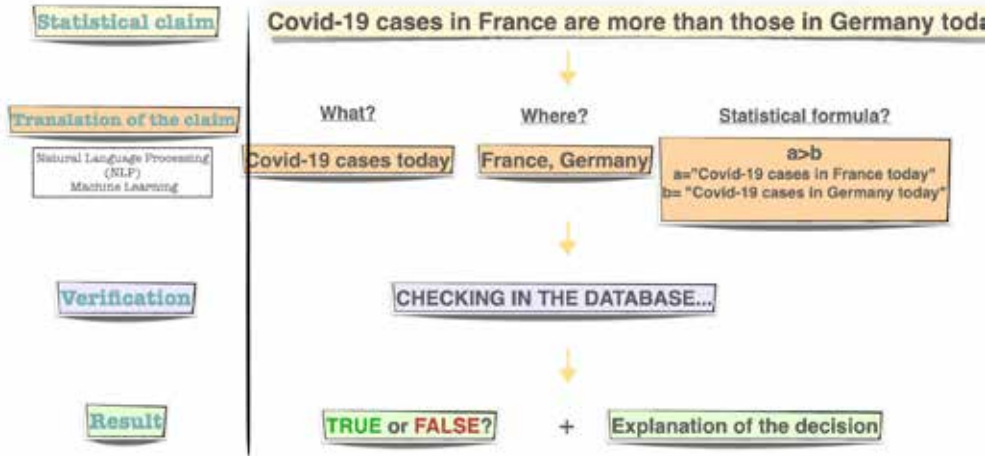 Statistical claim
Covid-19 cases in France are more than those in Germany toda
Translation of the claim
Natural Language Processing
(NLP)
Machine Learning
What?
Covid-19 cases today
Where?
France, Germany
Statistical formula?
a>b
a="Covid-19 cases in France today"
b= "Covid-19 cases in Germany today"
Verification
CHECKING IN THE DATABASE...
Result
TRUE or FALSE?
+
Explanation of the decision